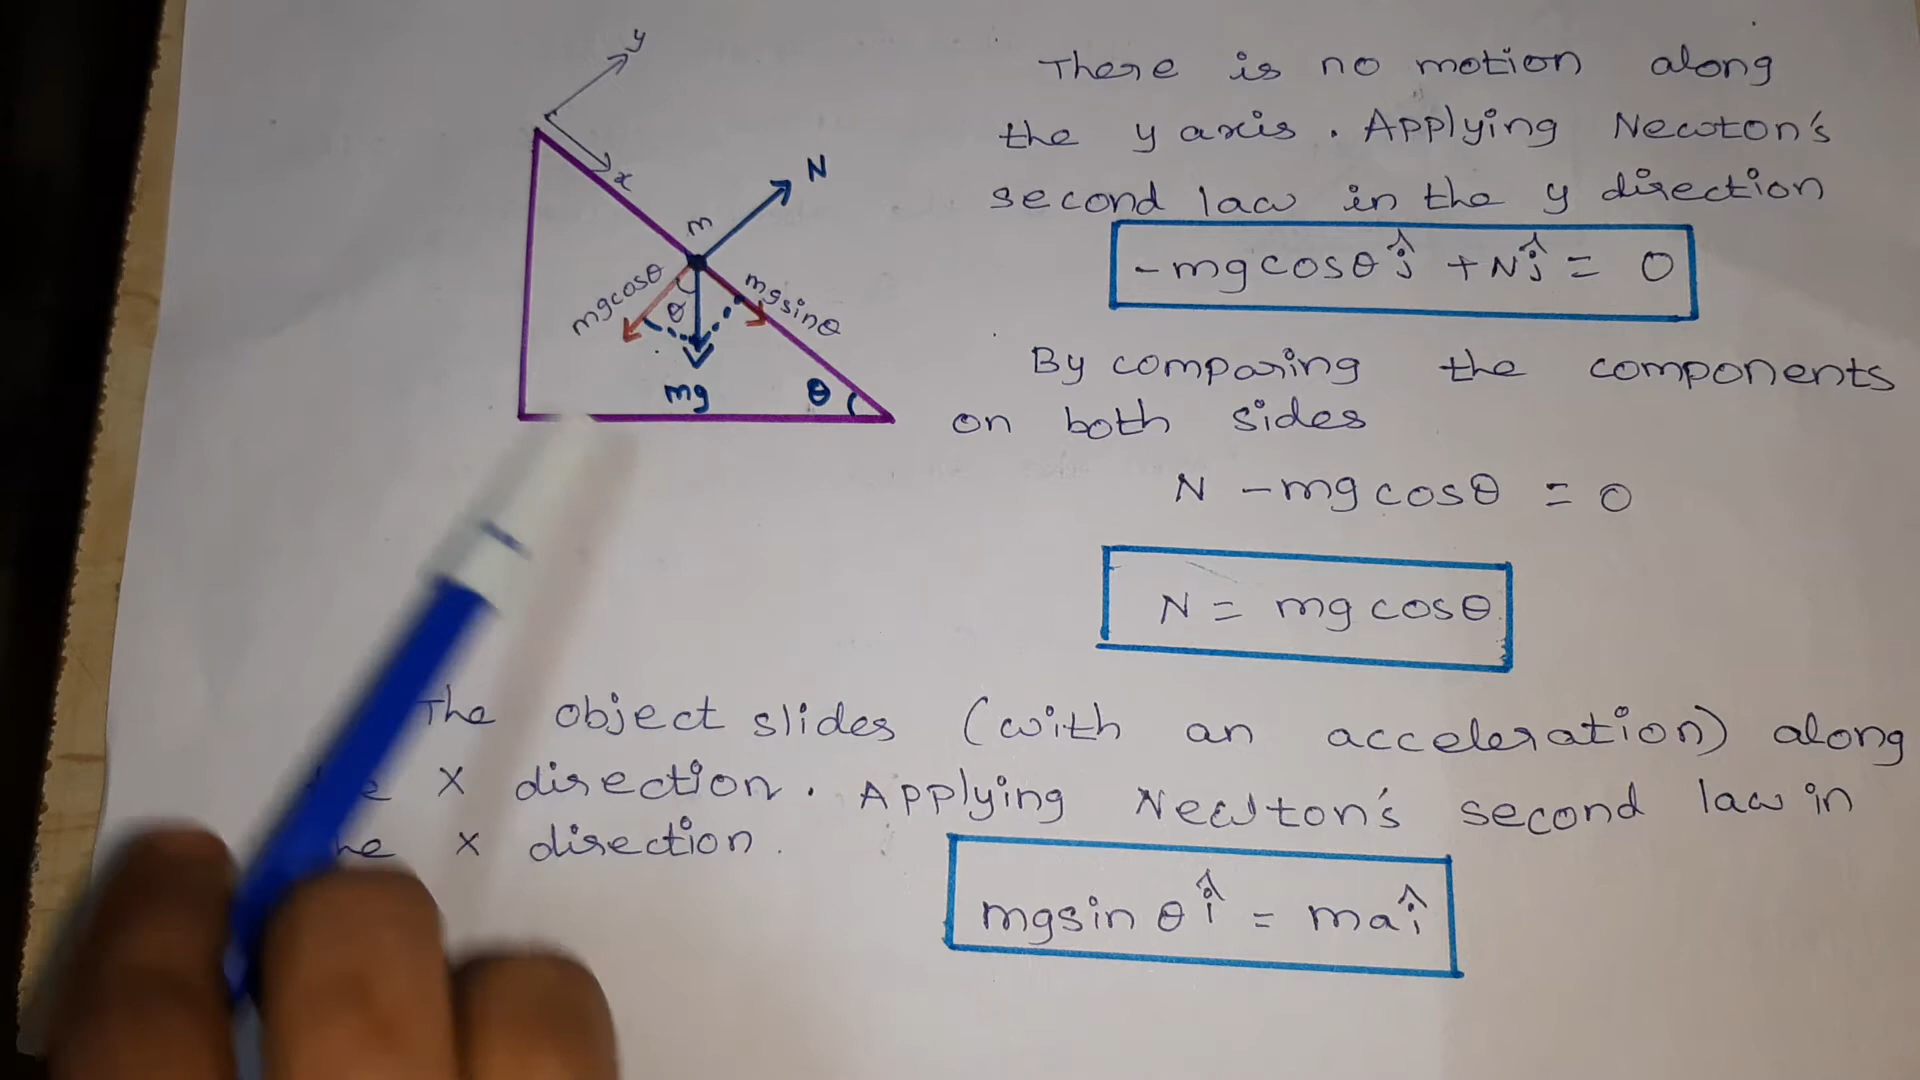 y
x
N
m
mgcosθ
θ
mgsinθ
mg
θ
There is no motion along
the y axis. Applying Newton's
second law in the y direction
-mgcosθ ĵ + Nĵ = 0
By comparing the components
on both sides
N - mg cosθ = 0
N = mg cosθ
The object slides (with an acceleration) along
X direction. Applying Newton's second law in
x direction.
mgsin θ î = ma î